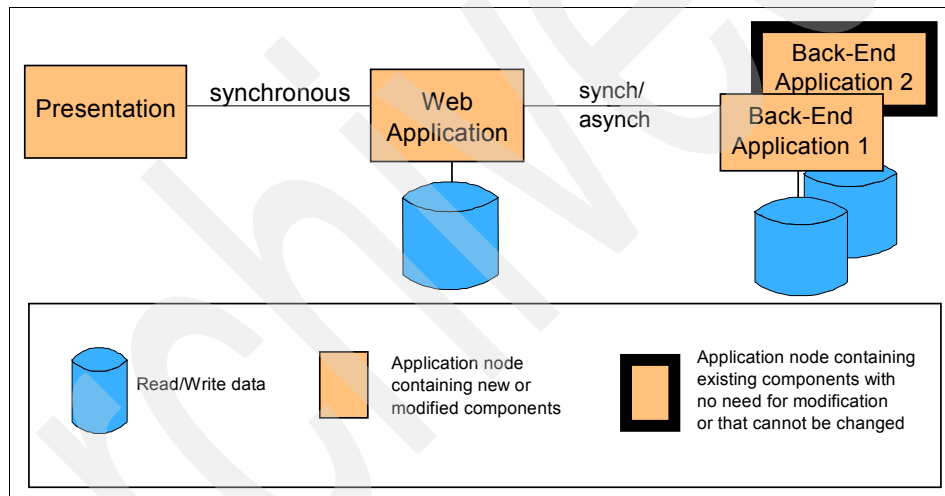 Back-End
Application 2
Presentation
synchronous
Web
Application
synch/
asynch
Back-End
Application 1
Read/Write data
Application node
containing new or
modified components
Application node containing
existing components with
no need for modification
or that cannot be changed